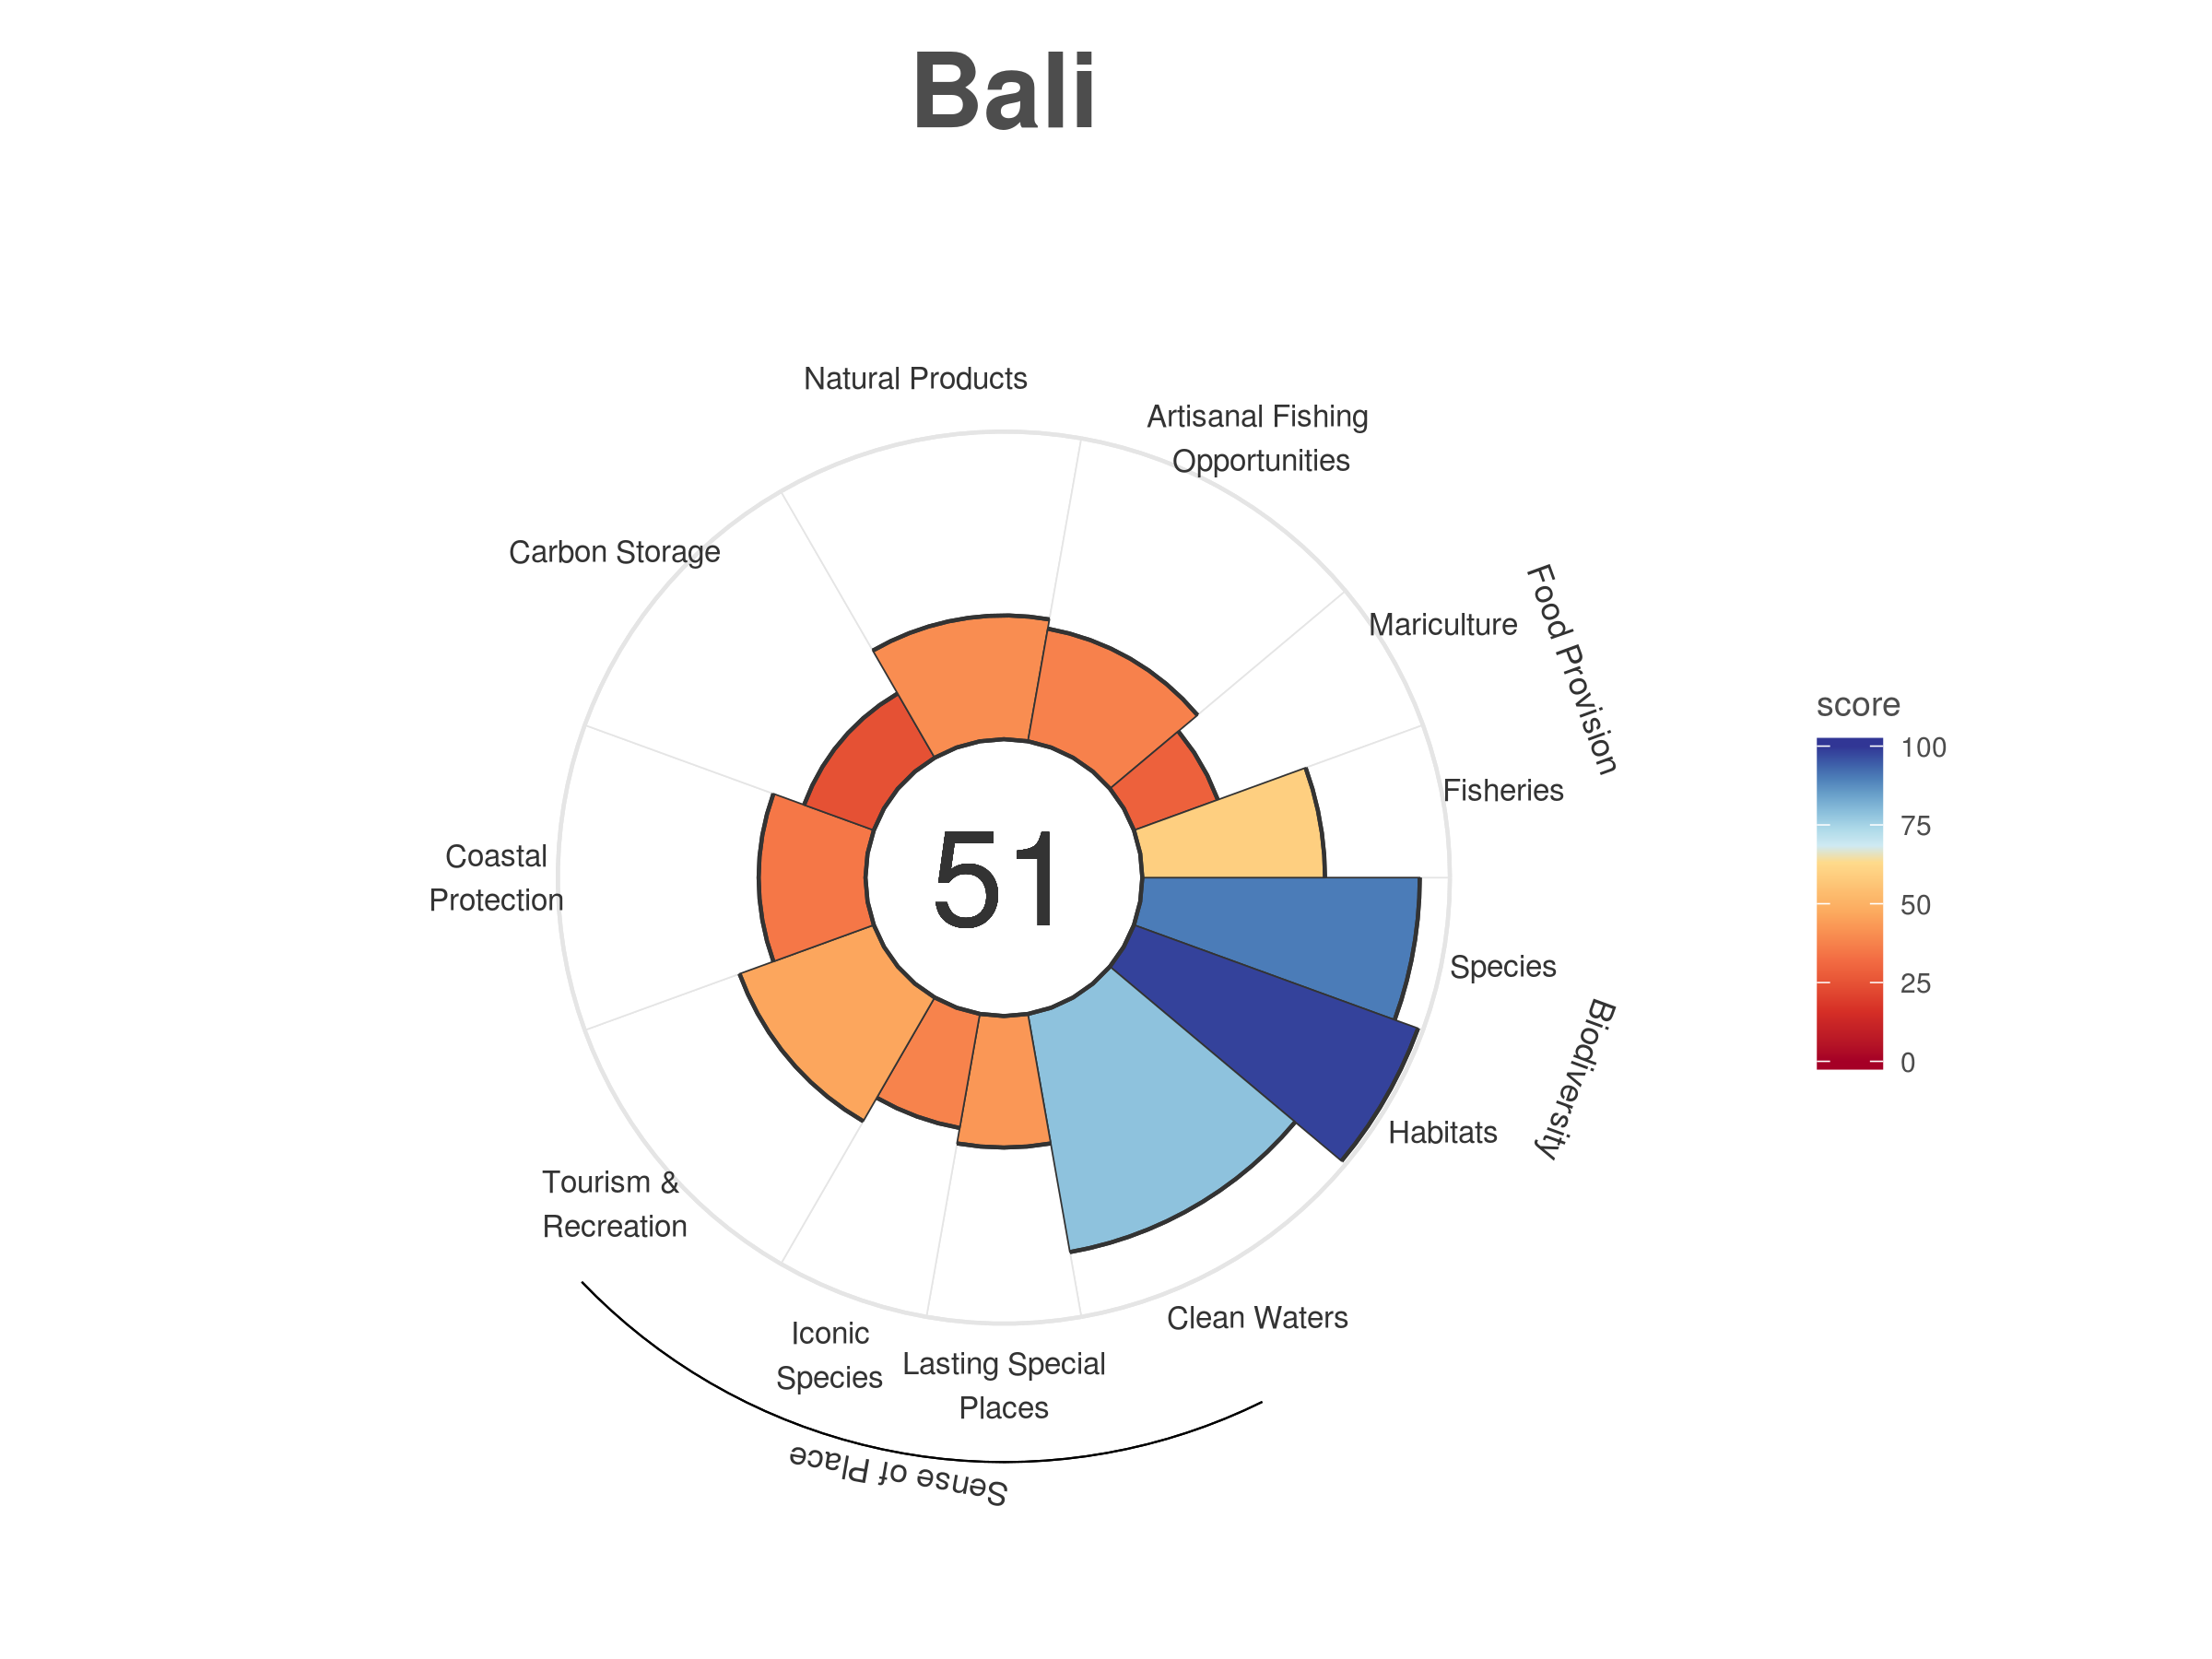 Bali
Natural Products
Artisanal Fishing
Opportunities
Carbon Storage
Mariculture
Food Provision
Fisheries
Coastal
Protection
51
Species
Biodiversity
Habitats
Tourism &
Recreation
Clean Waters
Iconic
Species
Lasting Special
Places
Sense of Place
score
100
75
50
25
0